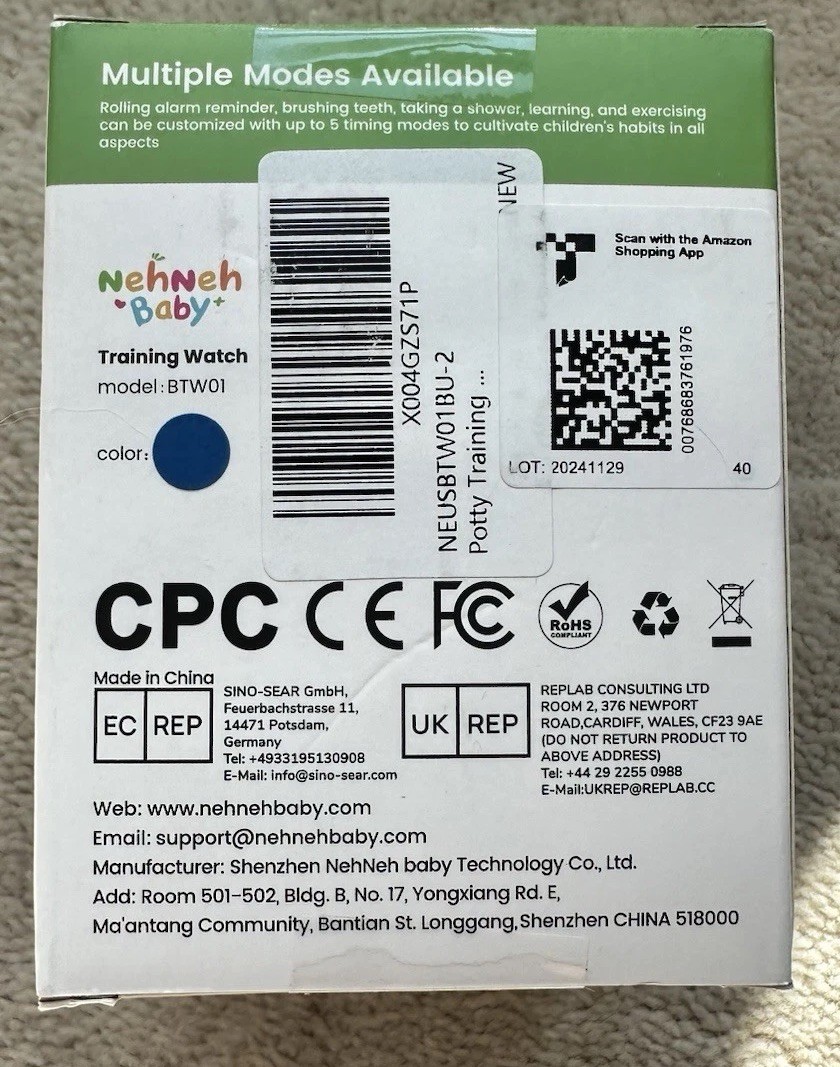 Multiple Modes Available
Rolling alarm reminder, brushing teeth, taking a shower, learning, and exercising
can be customized with up to 5 timing modes to cultivate children's habits in all
aspects
NehNeh
Baby
Training Watch
model:BTW01
color:
X004GZS71P
NEUSBTW01BU-2
Potty Training ...
NEW
Scan with the Amazon
Shopping App
00768683761976
LOT: 20241129
40
CPC CE FC
RoHS
COMPLIANT
Made in China
EC REP
SINO-SEAR GmbH,
Feuerbachstrasse 11,
14471 Potsdam,
Germany
Tel: +4933195130908
E-Mail: info@sino-sear.com
UK REP
REPLAB CONSULTING LTD
ROOM 2, 376 NEWPORT
ROAD,CARDIFF, WALES, CF23 9AE
(DO NOT RETURN PRODUCT TO
ABOVE ADDRESS)
Tel: +44 29 2255 0988
E-Mail:UKREP@REPLAB.CC
Web: www.nehnehbaby.com
Email: support@nehnehbaby.com
Manufacturer: Shenzhen NehNeh baby Technology Co., Ltd.
Add: Room 501-502, Bldg. B, No. 17, Yongxiang Rd. E,
Ma'antang Community, Bantian St. Longgang,Shenzhen CHINA 518000